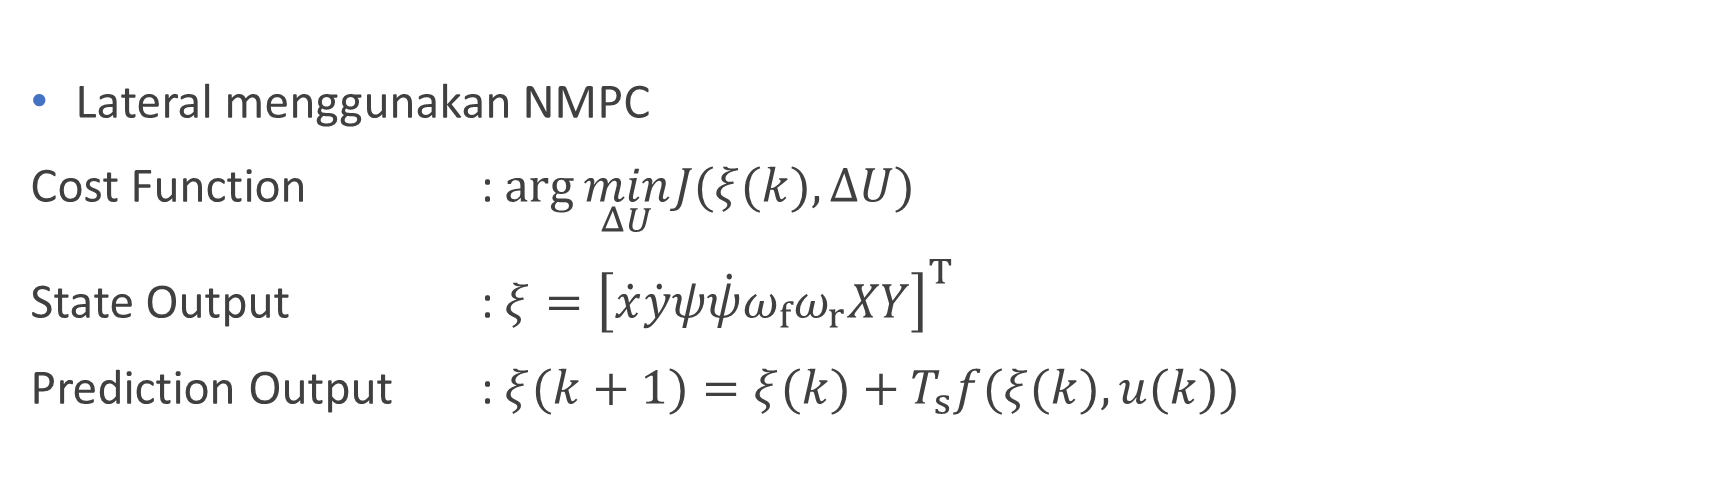 • Lateral menggunakan NMPC
Cost Function : arg min J(ξ(k), ΔU)
ΔU
State Output : ξ = [ẋẏψψ̇ω_fω_rXY]^T
Prediction Output : ξ(k + 1) = ξ(k) + T_s f(ξ(k), u(k))